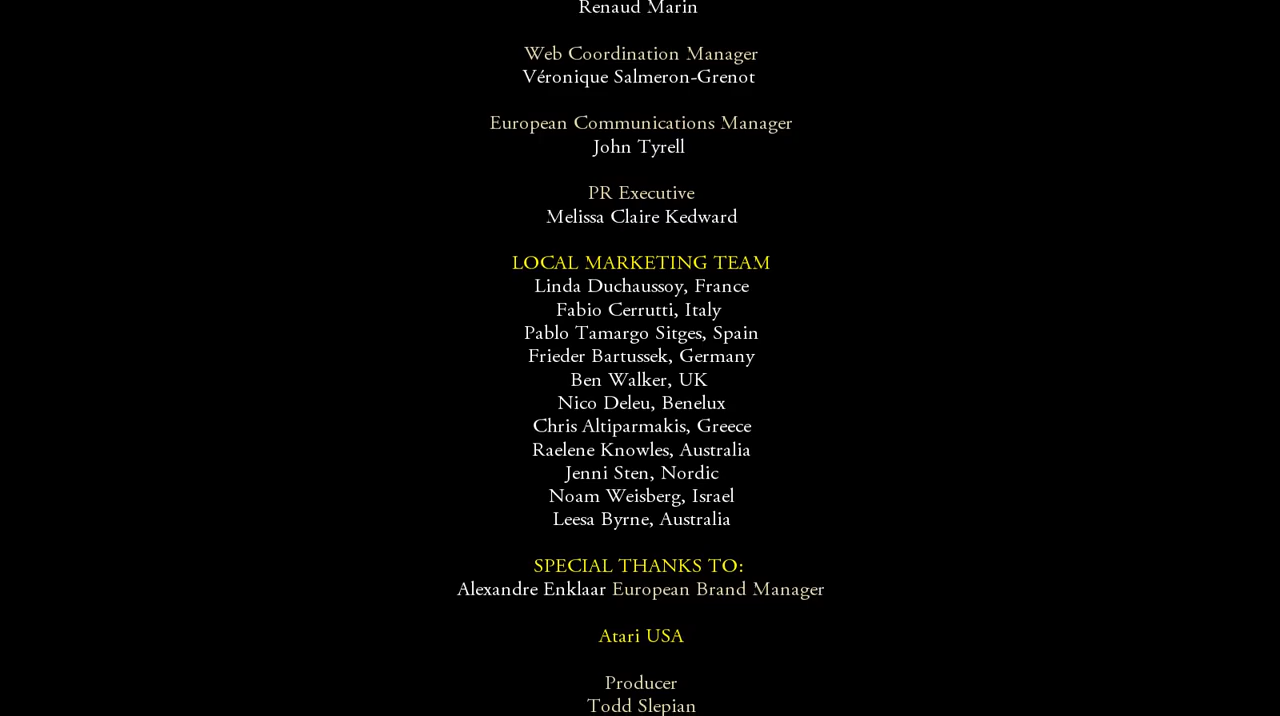 Renaud Marin
Web Coordination Manager
Véronique Salmeron-Grenot
European Communications Manager
John Tyrell
PR Executive
Melissa Claire Kedward
LOCAL MARKETING TEAM
Linda Duchaussoy, France
Fabio Cerrutti, Italy
Pablo Tamargo Sitges, Spain
Frieder Bartussek, Germany
Ben Walker, UK
Nico Deleu, Benelux
Chris Altiparmakis, Greece
Raelene Knowles, Australia
Jenni Sten, Nordic
Noam Weisberg, Israel
Leesa Byrne, Australia
SPECIAL THANKS TO:
Alexandre Enklaar European Brand Manager
Atari USA
Producer
Todd Slepian